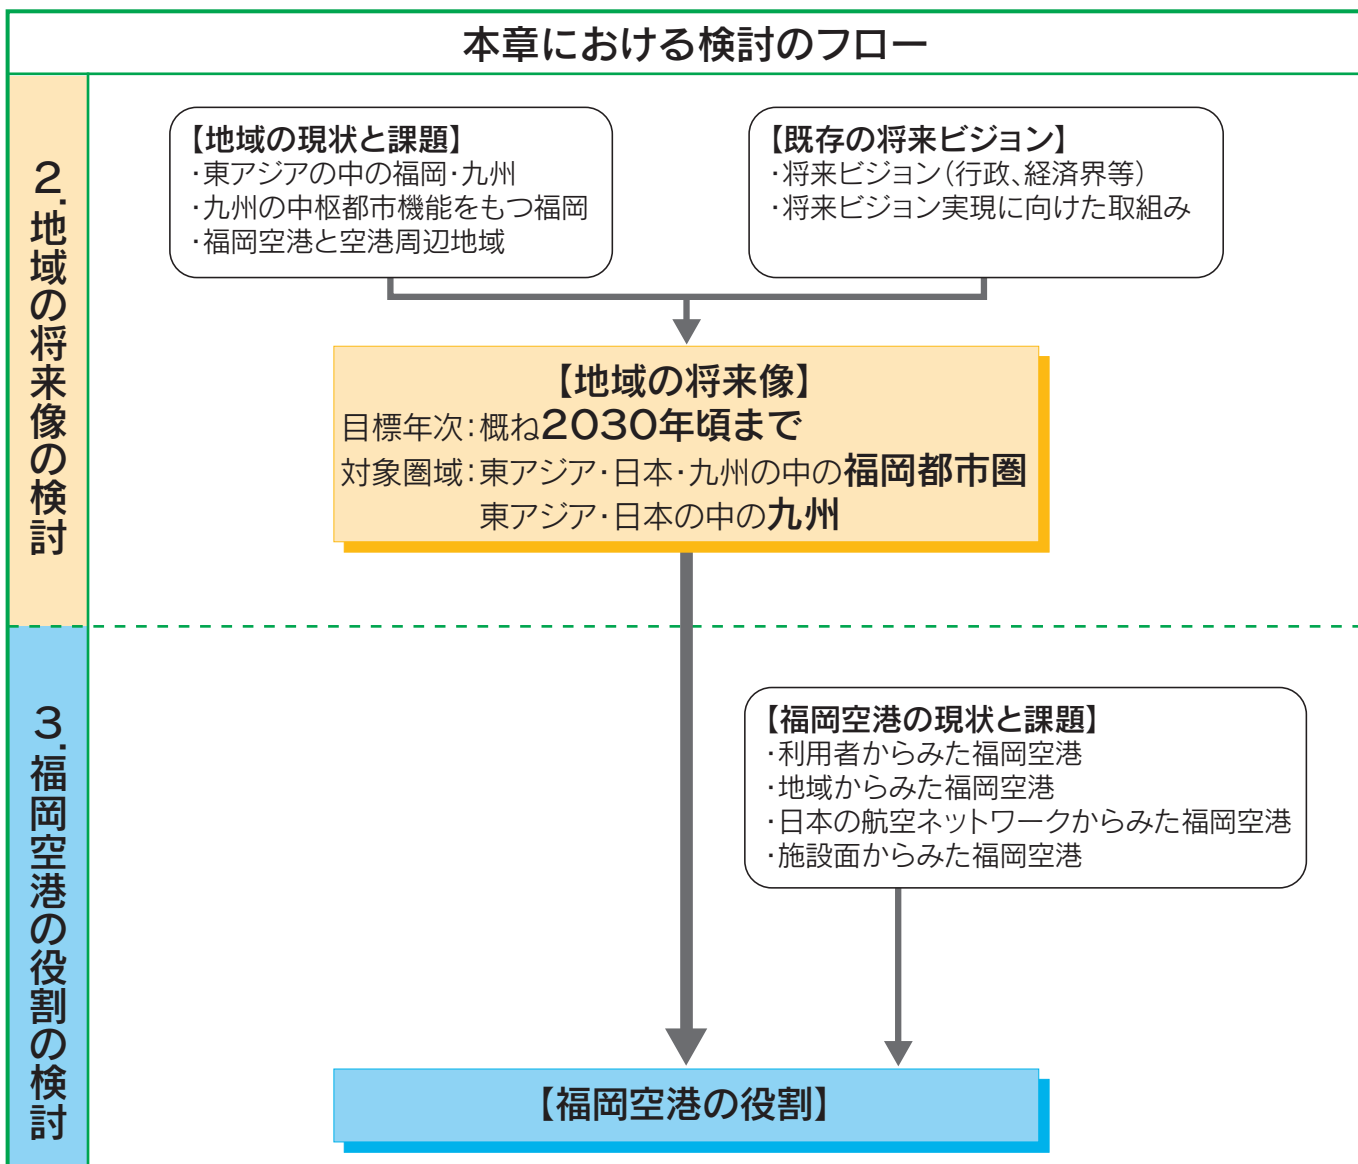 本章における検討のフロー
2.地域の将来像の検討
【地域の現状と課題】
・東アジアの中の福岡・九州
・九州の中枢都市機能をもつ福岡
・福岡空港と空港周辺地域
【既存の将来ビジョン】
・将来ビジョン(行政、経済界等)
・将来ビジョン実現に向けた取組み
【地域の将来像】
目標年次:概ね2030年頃まで
対象圏域:東アジア・日本・九州の中の福岡都市圏
東アジア・日本の中の九州
3.福岡空港の役割の検討
【福岡空港の現状と課題】
・利用者からみた福岡空港
・地域からみた福岡空港
・日本の航空ネットワークからみた福岡空港
・施設面からみた福岡空港
【福岡空港の役割】